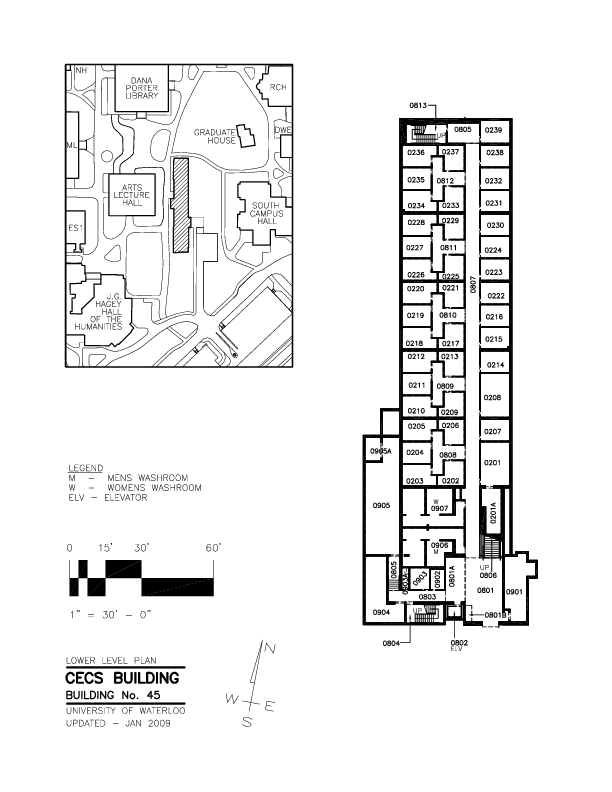 NH
DANA
PORTER
LIBRARY
RCH
GRADUATE
HOUSE
DWE
ML
ARTS
LECTURE
HALL
SOUTH
CAMPUS
HALL
ES1
J.G.
HAGEY
HALL
OF THE
HUMANITIES
0813
UP
0805
0239
0236
0237
0238
0235
0812
0232
0234
0233
0231
0228
0229
0230
0227
0811
0224
0226
0225
0223
0807
0220
0221
0222
0219
0810
0216
0218
0217
0215
0212
0213
0214
0211
0809
0208
0210
0209
0205
0206
0207
0905A
0204
0808
0201
0203
0202
0905
W
0907
0201A
0906
M
UP
0806
0805
0903A
0903
0902
0801A
0801
0901
0803
0904
UP
0801B
0804
0802
ELV
LEGEND
M – MENS WASHROOM
W – WOMENS WASHROOM
ELV – ELEVATOR
0 15' 30' 60'
1" = 30' – 0"
LOWER LEVEL PLAN
CECS BUILDING
BUILDING No. 45
UNIVERSITY OF WATERLOO
UPDATED – JAN 2009
N
W
E
S